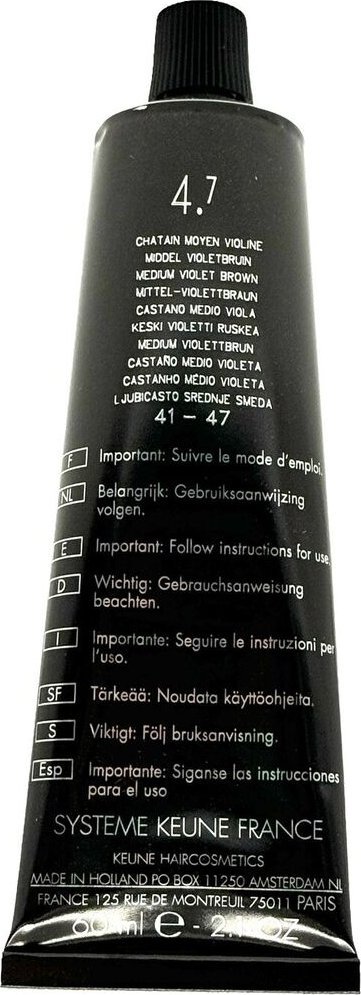 4.7
CHATAIN MOYEN VIOLINE
MIDDEL VIOLETBRUIN
MEDIUM VIOLET BROWN
MITTEL-VIOLETTBRAUN
CASTANO MEDIO VIOLA
KESKI VIOLETTI RUSKEA
MEDIUM VIOLETTBRUN
CASTAÑO MEDIO VIOLETA
CASTANHO MÉDIO VIOLETA
LJUBICASTO SREDNJE SMEDA
41 – 47
F Important: Suivre le mode d'emploi.
NL Belangrijk: Gebruiksaanwijzing
volgen.
E Important: Follow instructions for use.
D Wichtig: Gebrauchsanweisung
beachten.
I Importante: Seguire le instruzioni per
l'uso.
SF Tärkeää: Noudata käyttöohjeita.
S Viktigt: Följ bruksanvisning.
Esp Importante: Siganse las instrucciones
para el uso
SYSTEME KEUNE FRANCE
KEUNE HAIRCOSMETICS
MADE IN HOLLAND PO BOX 11250 AMSTERDAM NL
FRANCE 125 RUE DE MONTREUIL 75011 PARIS
60 ml e - 2.1 OZ